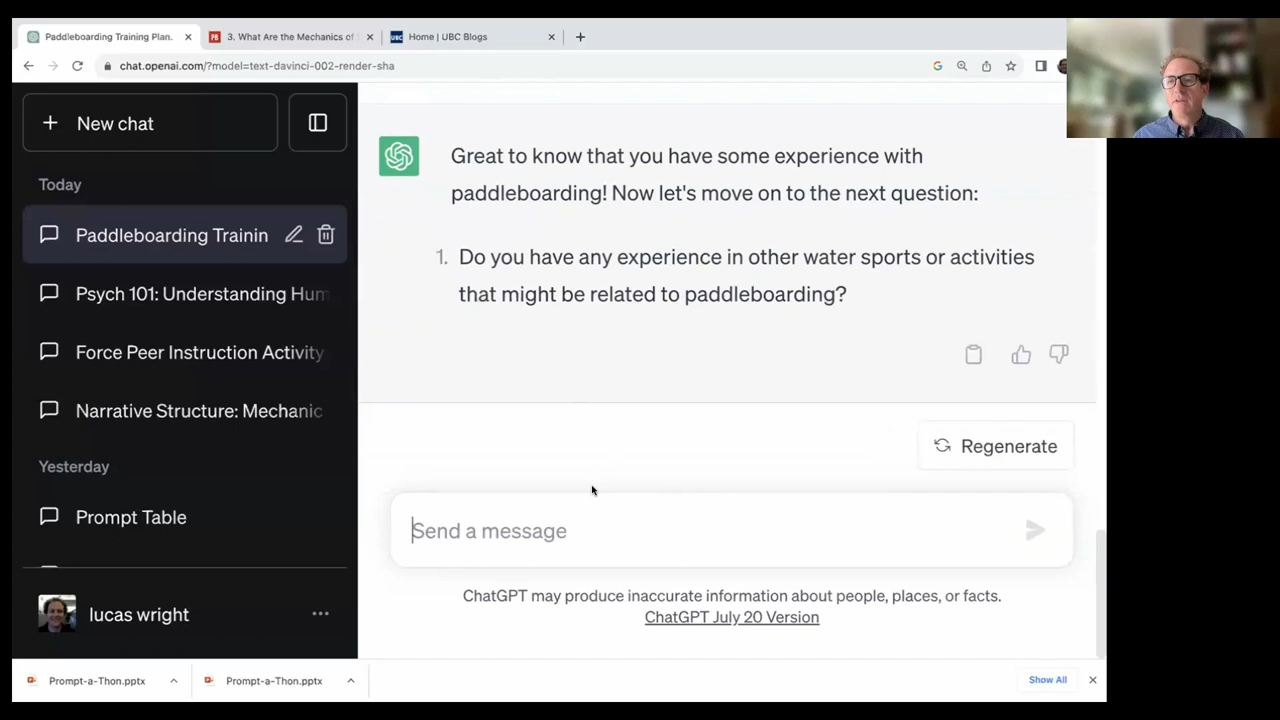 Paddleboarding Training Plan.
3. What Are the Mechanics of
Home | UBC Blogs
chat.openai.com/?model=text-davinci-002-render-sha
New chat
Today
Paddleboarding Trainin
Psych 101: Understanding Hum
Force Peer Instruction Activity
Narrative Structure: Mechanic
Yesterday
Prompt Table
lucas wright
Great to know that you have some experience with
paddleboarding! Now let's move on to the next question:
1. Do you have any experience in other water sports or activities
that might be related to paddleboarding?
Regenerate
Send a message
ChatGPT may produce inaccurate information about people, places, or facts.
ChatGPT July 20 Version
Prompt-a-Thon.pptx
Prompt-a-Thon.pptx
Show All